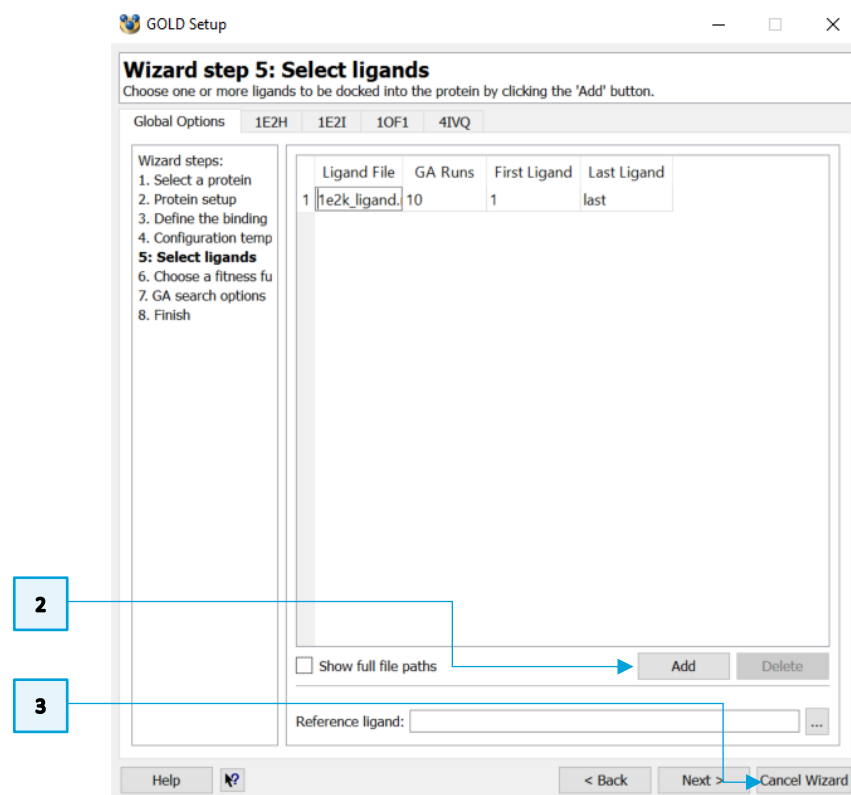 GOLD Setup
Wizard step 5: Select ligands
Choose one or more ligands to be docked into the protein by clicking the 'Add' button.
Global Options 1E2H 1E2I 1OF1 4IVQ
Wizard steps:
1. Select a protein
2. Protein setup
3. Define the binding
4. Configuration temp
5: Select ligands
6. Choose a fitness fu
7. GA search options
8. Finish
Ligand File GA Runs First Ligand Last Ligand
1 1e2k_ligand. 10 1 last
2
Show full file paths Add Delete
3
Reference ligand: ...
Help ? < Back Next > Cancel Wizard